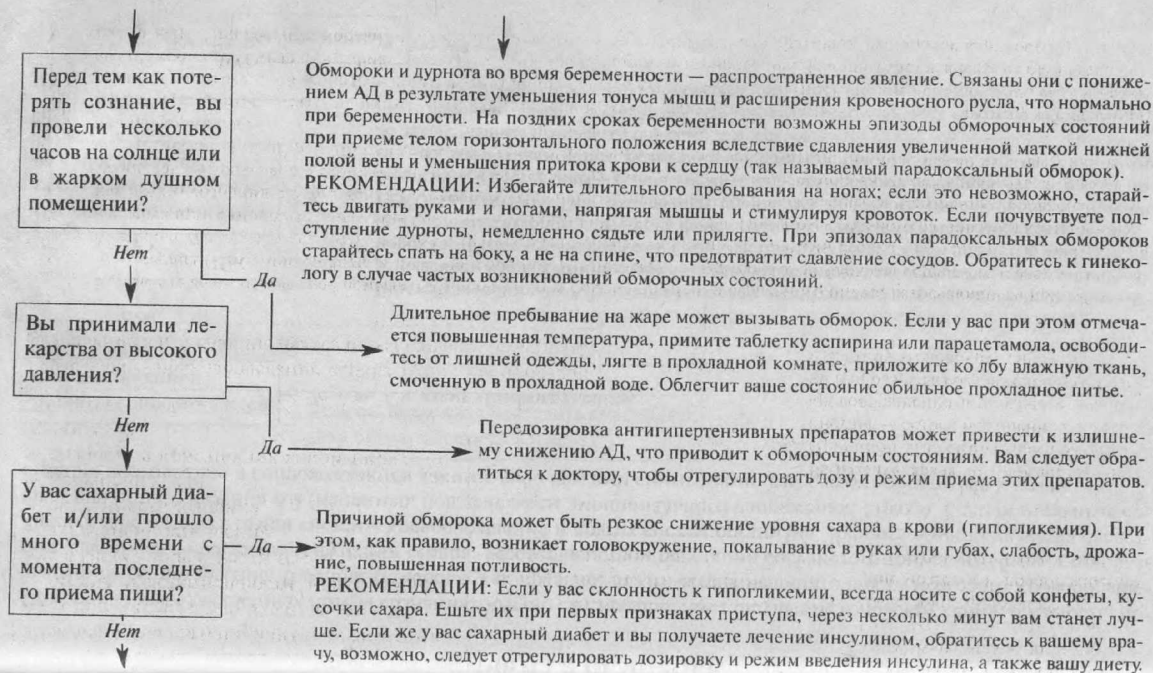 Перед тем как поте-
рять сознание, вы
провели несколько
часов на солнце или
в жарком душном
помещении?
Обмороки и дурнота во время беременности — распространенное явление. Связаны они с пониже-
нием АД в результате уменьшения тонуса мышц и расширения кровеносного русла, что нормально
при беременности. На поздних сроках беременности возможны эпизоды обморочных состояний
при приеме телом горизонтального положения вследствие сдавления увеличенной маткой нижней
полой вены и уменьшения притока крови к сердцу (так называемый парадоксальный обморок).
РЕКОМЕНДАЦИИ: Избегайте длительного пребывания на ногах; если это невозможно, старай-
тесь двигать руками и ногами, напрягая мышцы и стимулируя кровоток. Если почувствуете под-
ступление дурноты, немедленно сядьте или прилягте. При эпизодах парадоксальных обмороков
старайтесь спать на боку, а не на спине, что предотвратит сдавление сосудов. Обратитесь к гинеко-
логу в случае частых возникновений обморочных состояний.
Нет
Да
Вы принимали ле-
карства от высокого
давления?
Длительное пребывание на жаре может вызывать обморок. Если у вас при этом отмеча-
ется повышенная температура, примите таблетку аспирина или парацетамола, освободи-
тесь от лишней одежды, лягте в прохладной комнате, приложите ко лбу влажную ткань,
смоченную в прохладной воде. Облегчит ваше состояние обильное прохладное питье.
Нет
Да
Передозировка антигипертензивных препаратов может привести к излишне-
му снижению АД, что приводит к обморочным состояниям. Вам следует обра-
титься к доктору, чтобы отрегулировать дозу и режим приема этих препаратов.
У вас сахарный диа-
бет и/или прошло
много времени с
момента последне-
го приема пищи?
Да
Причиной обморока может быть резкое снижение уровня сахара в крови (гипогликемия). При
этом, как правило, возникает головокружение, покалывание в руках или губах, слабость, дрожа-
ние, повышенная потливость.
РЕКОМЕНДАЦИИ: Если у вас склонность к гипогликемии, всегда носите с собой конфеты, ку-
сочки сахара. Ешьте их при первых признаках приступа, через несколько минут вам станет луч-
ше. Если же у вас сахарный диабет и вы получаете лечение инсулином, обратитесь к вашему вра-
чу, возможно, следует отрегулировать дозировку и режим введения инсулина, а также вашу диету.
Нет